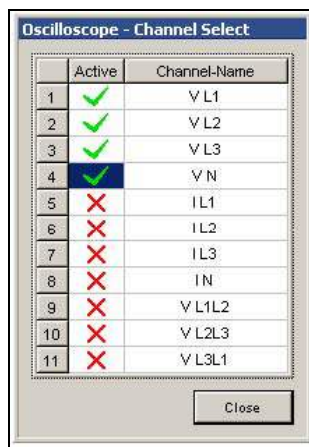 Oscilloscope - Channel Select
Active Channel-Name
1 V L1
2 V L2
3 V L3
4 V N
5 I L1
6 I L2
7 I L3
8 I N
9 V L1L2
10 V L2L3
11 V L3L1
Close